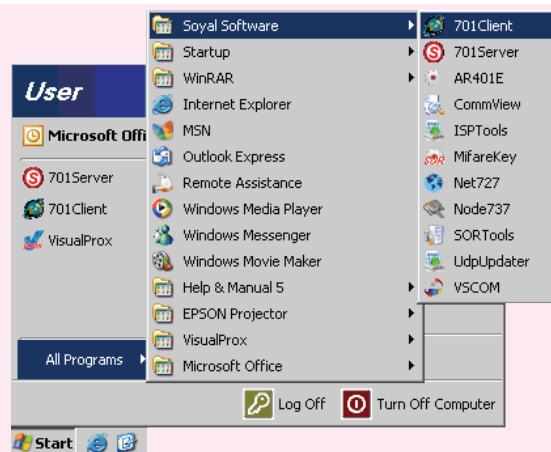 User
Microsoft Offi
701Server
701Client
VisualProx
All Programs
Soyal Software
Startup
WinRAR
Internet Explorer
MSN
Outlook Express
Remote Assistance
Windows Media Player
Windows Messenger
Windows Movie Maker
Help & Manual 5
EPSON Projector
VisualProx
Microsoft Office
701Client
701Server
AR401E
CommView
ISPTools
MifareKey
Net727
Node737
SORTools
UdpUpdater
VSCOM
Log Off
Turn Off Computer
Start